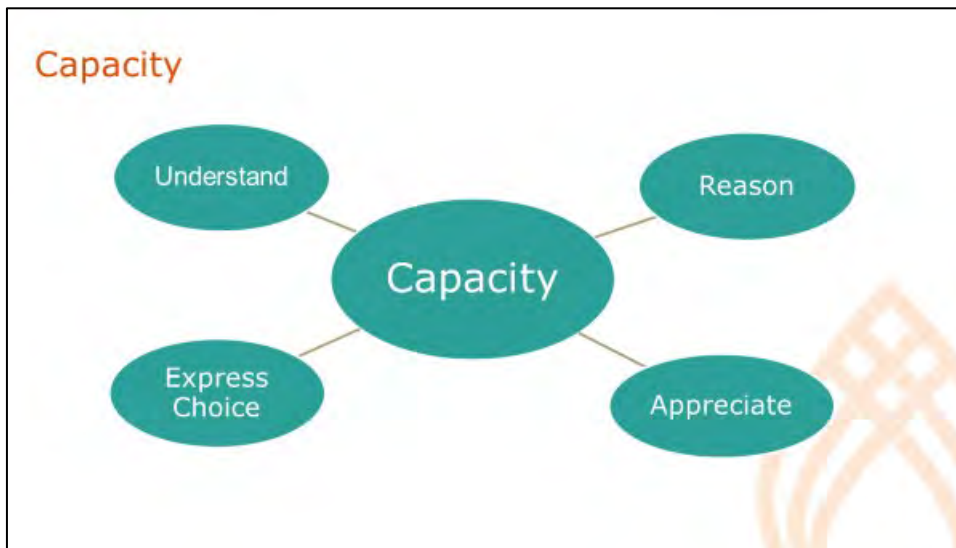 Capacity
Understand
Reason
Capacity
Express
Choice
Appreciate